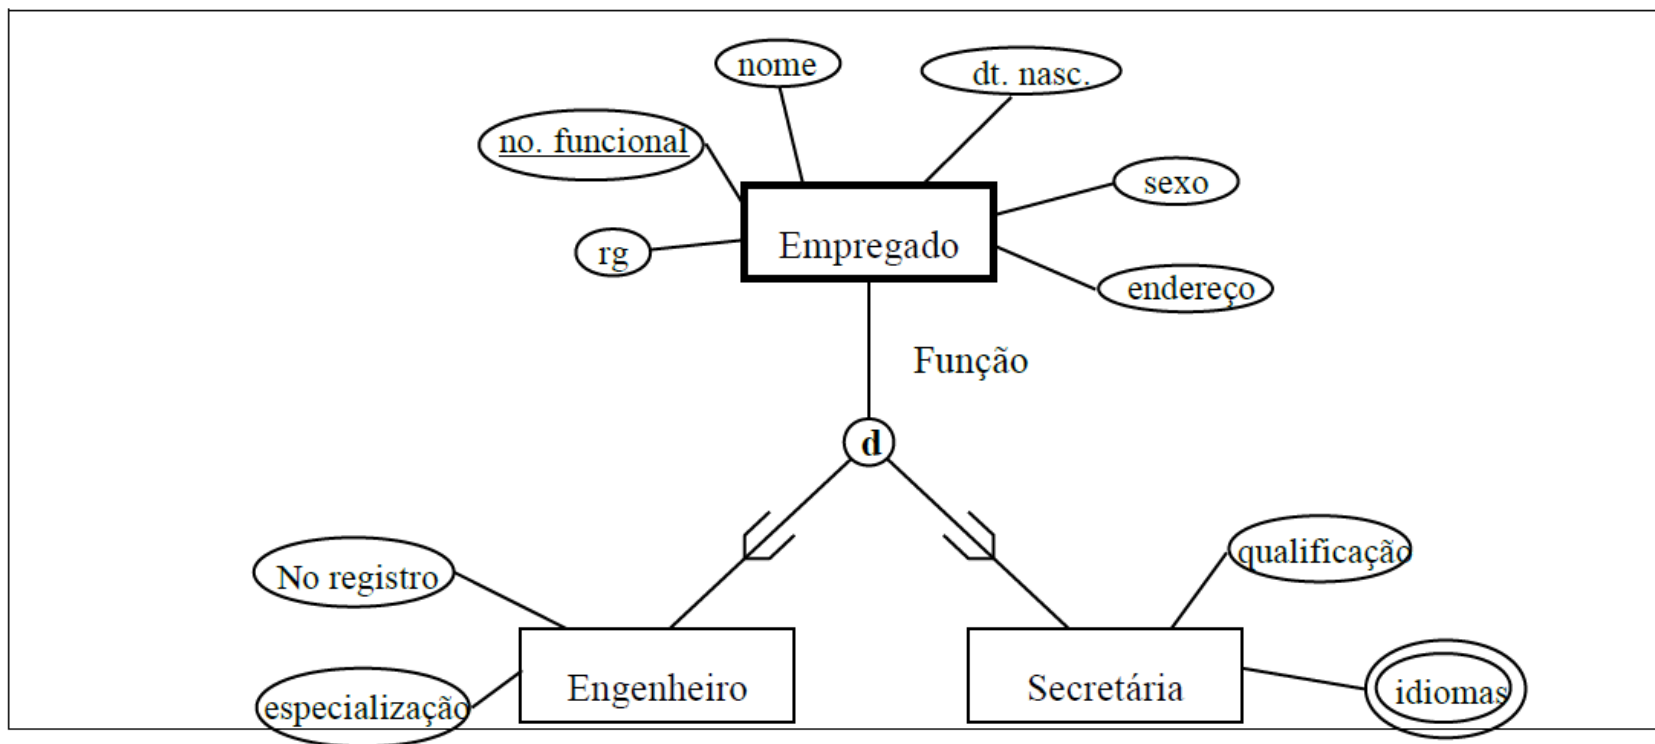 nome
dt. nasc.
no. funcional
sexo
rg
Empregado
endereço
Função
d
qualificação
No registro
Engenheiro
Secretária
especialização
idiomas